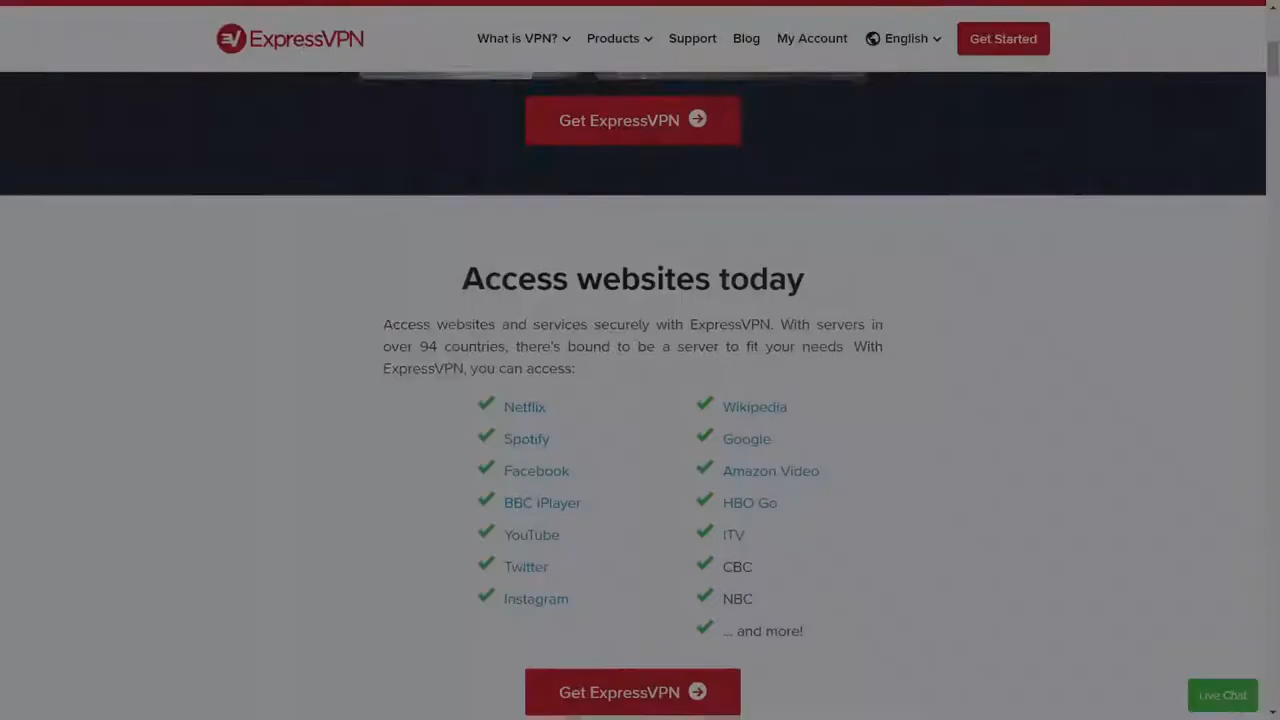 ExpressVPN
What is VPN? Products Support Blog My Account English Get Started
Get ExpressVPN
Access websites today
Access websites and services securely with ExpressVPN. With servers in
over 94 countries, there's bound to be a server to fit your needs With
ExpressVPN, you can access:
Netflix
Spotify
Facebook
BBC iPlayer
YouTube
Twitter
Instagram
Wikipedia
Google
Amazon Video
HBO Go
ITV
CBC
NBC
... and more!
Get ExpressVPN
Live Chat